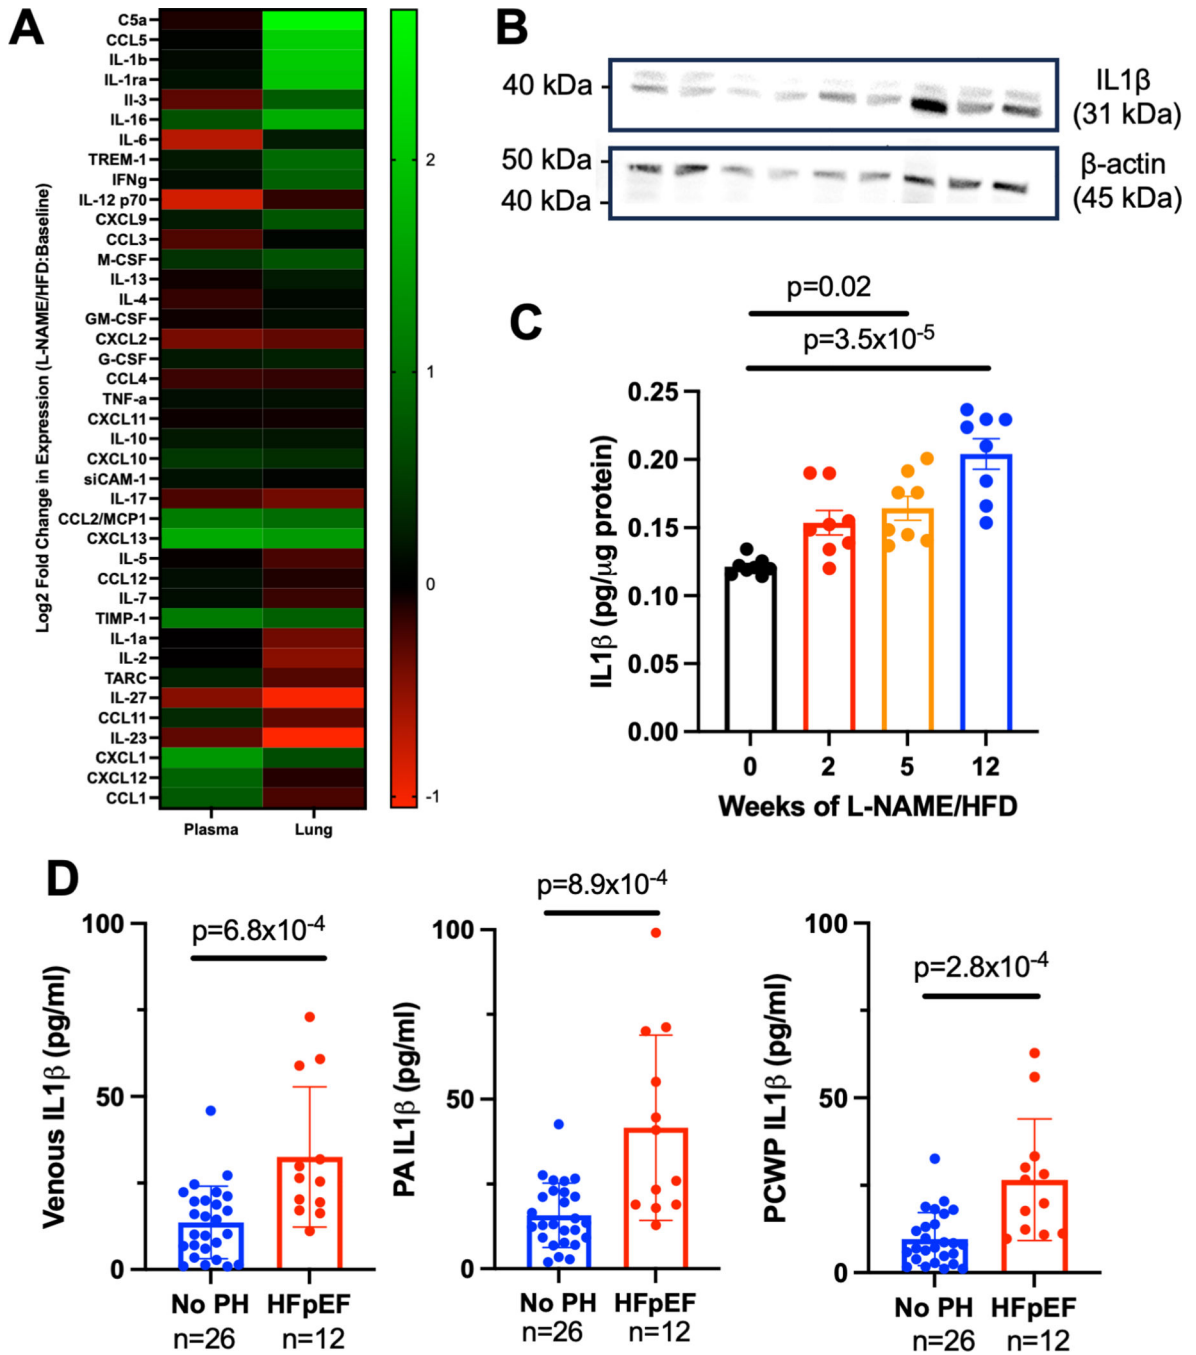 A
Log2 Fold Change in Expression (L-NAME/HFD:Baseline)
C5a
CCL5
IL-1b
IL-1ra
Il-3
IL-16
IL-6
TREM-1
IFNg
IL-12 p70
CXCL9
CCL3
M-CSF
IL-13
IL-4
GM-CSF
CXCL2
G-CSF
CCL4
TNF-a
CXCL11
IL-10
CXCL10
siCAM-1
IL-17
CCL2/MCP1
CXCL13
IL-5
CCL12
IL-7
TIMP-1
IL-1a
IL-2
TARC
IL-27
CCL11
IL-23
CXCL1
CXCL12
CCL1
Plasma Lung
2
1
0
-1
B
40 kDa
IL1β
(31 kDa)
50 kDa
40 kDa
β-actin
(45 kDa)
C
p=0.02
p=3.5x10-5
IL1β (pg/μg protein)
0.25
0.20
0.15
0.10
0.05
0.00
0 2 5 12
Weeks of L-NAME/HFD
D
p=6.8x10-4
Venous IL1β (pg/ml)
100
50
0
No PH HFpEF
n=26 n=12
p=8.9x10-4
PA IL1β (pg/ml)
100
50
0
No PH HFpEF
n=26 n=12
p=2.8x10-4
PCWP IL1β (pg/ml)
100
50
0
No PH HFpEF
n=26 n=12